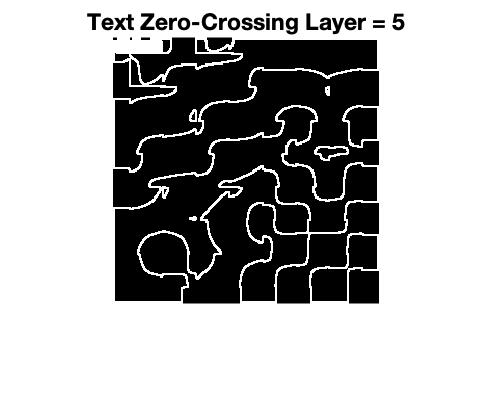 Text Zero-Crossing Layer = 5